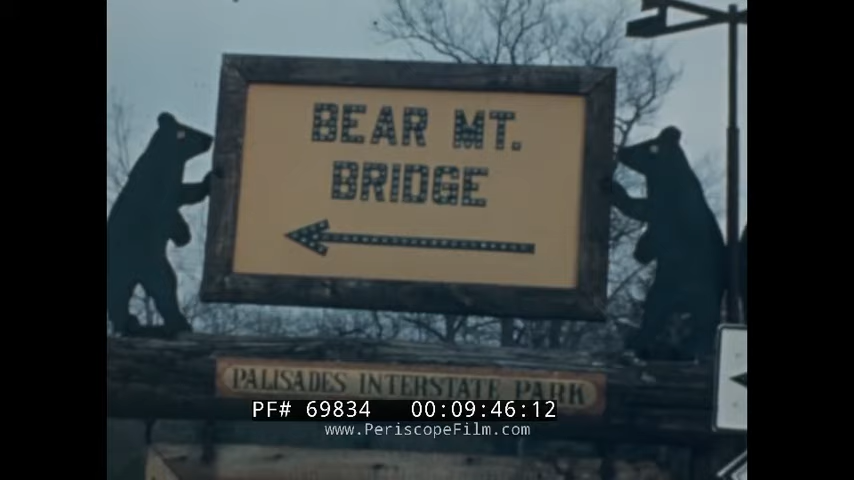 BEAR MT.
BRIDGE
PALISADES INTERSTATE PARK
PF# 69834 00:09:46:12
www.PeriscopeFilm.com